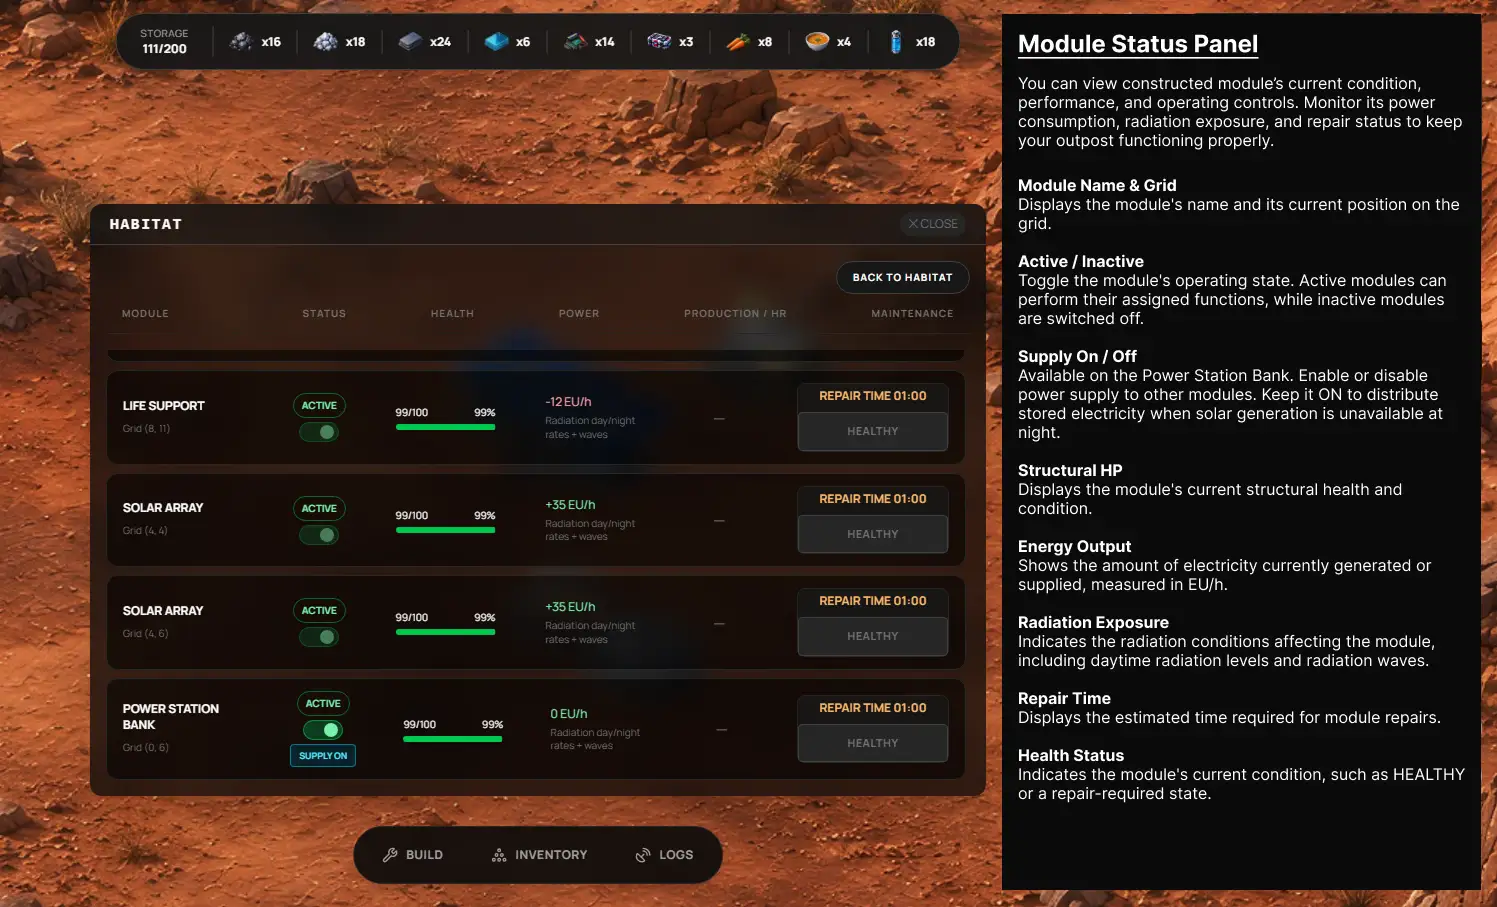 STORAGE
111/200
x16
x18
x24
x6
x14
x3
x8
x4
x18
HABITAT
CLOSE
BACK TO HABITAT
MODULE STATUS HEALTH POWER PRODUCTION / HR MAINTENANCE
LIFE SUPPORT
Grid (8, 11)
ACTIVE
99/100 99%
-12 EU/h
Radiation day/night
rates + waves
—
REPAIR TIME 01:00
HEALTHY
SOLAR ARRAY
Grid (4, 4)
ACTIVE
99/100 99%
+35 EU/h
Radiation day/night
rates + waves
—
REPAIR TIME 01:00
HEALTHY
SOLAR ARRAY
Grid (4, 6)
ACTIVE
99/100 99%
+35 EU/h
Radiation day/night
rates + waves
—
REPAIR TIME 01:00
HEALTHY
POWER STATION
BANK
Grid (0, 6)
ACTIVE
SUPPLY ON
99/100 99%
0 EU/h
Radiation day/night
rates + waves
—
REPAIR TIME 01:00
HEALTHY
BUILD
INVENTORY
LOGS
Module Status Panel
You can view constructed module's current condition,
performance, and operating controls. Monitor its power
consumption, radiation exposure, and repair status to keep
your outpost functioning properly.
Module Name & Grid
Displays the module's name and its current position on the
grid.
Active / Inactive
Toggle the module's operating state. Active modules can
perform their assigned functions, while inactive modules
are switched off.
Supply On / Off
Available on the Power Station Bank. Enable or disable
power supply to other modules. Keep it ON to distribute
stored electricity when solar generation is unavailable at
night.
Structural HP
Displays the module's current structural health and
condition.
Energy Output
Shows the amount of electricity currently generated or
supplied, measured in EU/h.
Radiation Exposure
Indicates the radiation conditions affecting the module,
including daytime radiation levels and radiation waves.
Repair Time
Displays the estimated time required for module repairs.
Health Status
Indicates the module's current condition, such as HEALTHY
or a repair-required state.